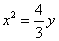 x² = 4/3 y